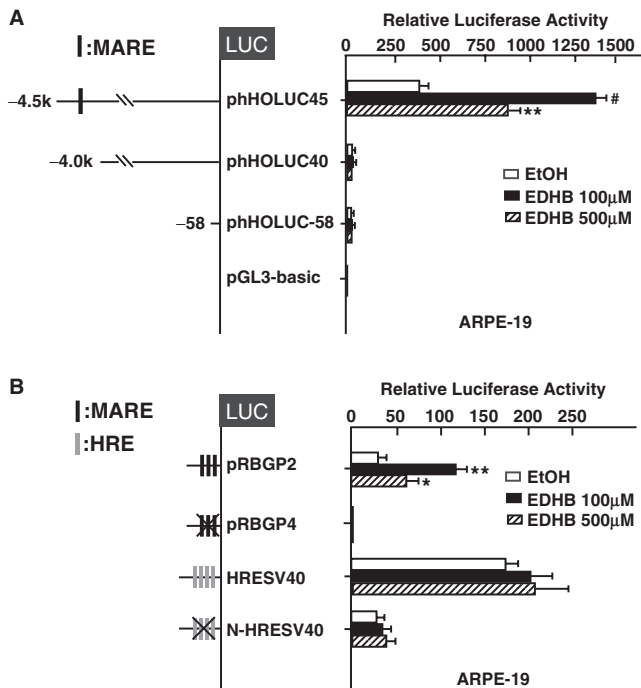 A
Relative Luciferase Activity
:MARE
LUC
0 250 500 1000 1350 1500
–4.5k
phHOLUC45
#
**
–4.0k
phHOLUC40
EtOH
EDHB 100μM
EDHB 500μM
–58
phHOLUC-58
pGL3-basic
ARPE-19
B
Relative Luciferase Activity
:MARE
LUC
:HRE
0 50 100 150 200 250
pRBGP2
**
*
EtOH
EDHB 100μM
EDHB 500μM
pRBGP4
HRESV40
N-HRESV40
ARPE-19